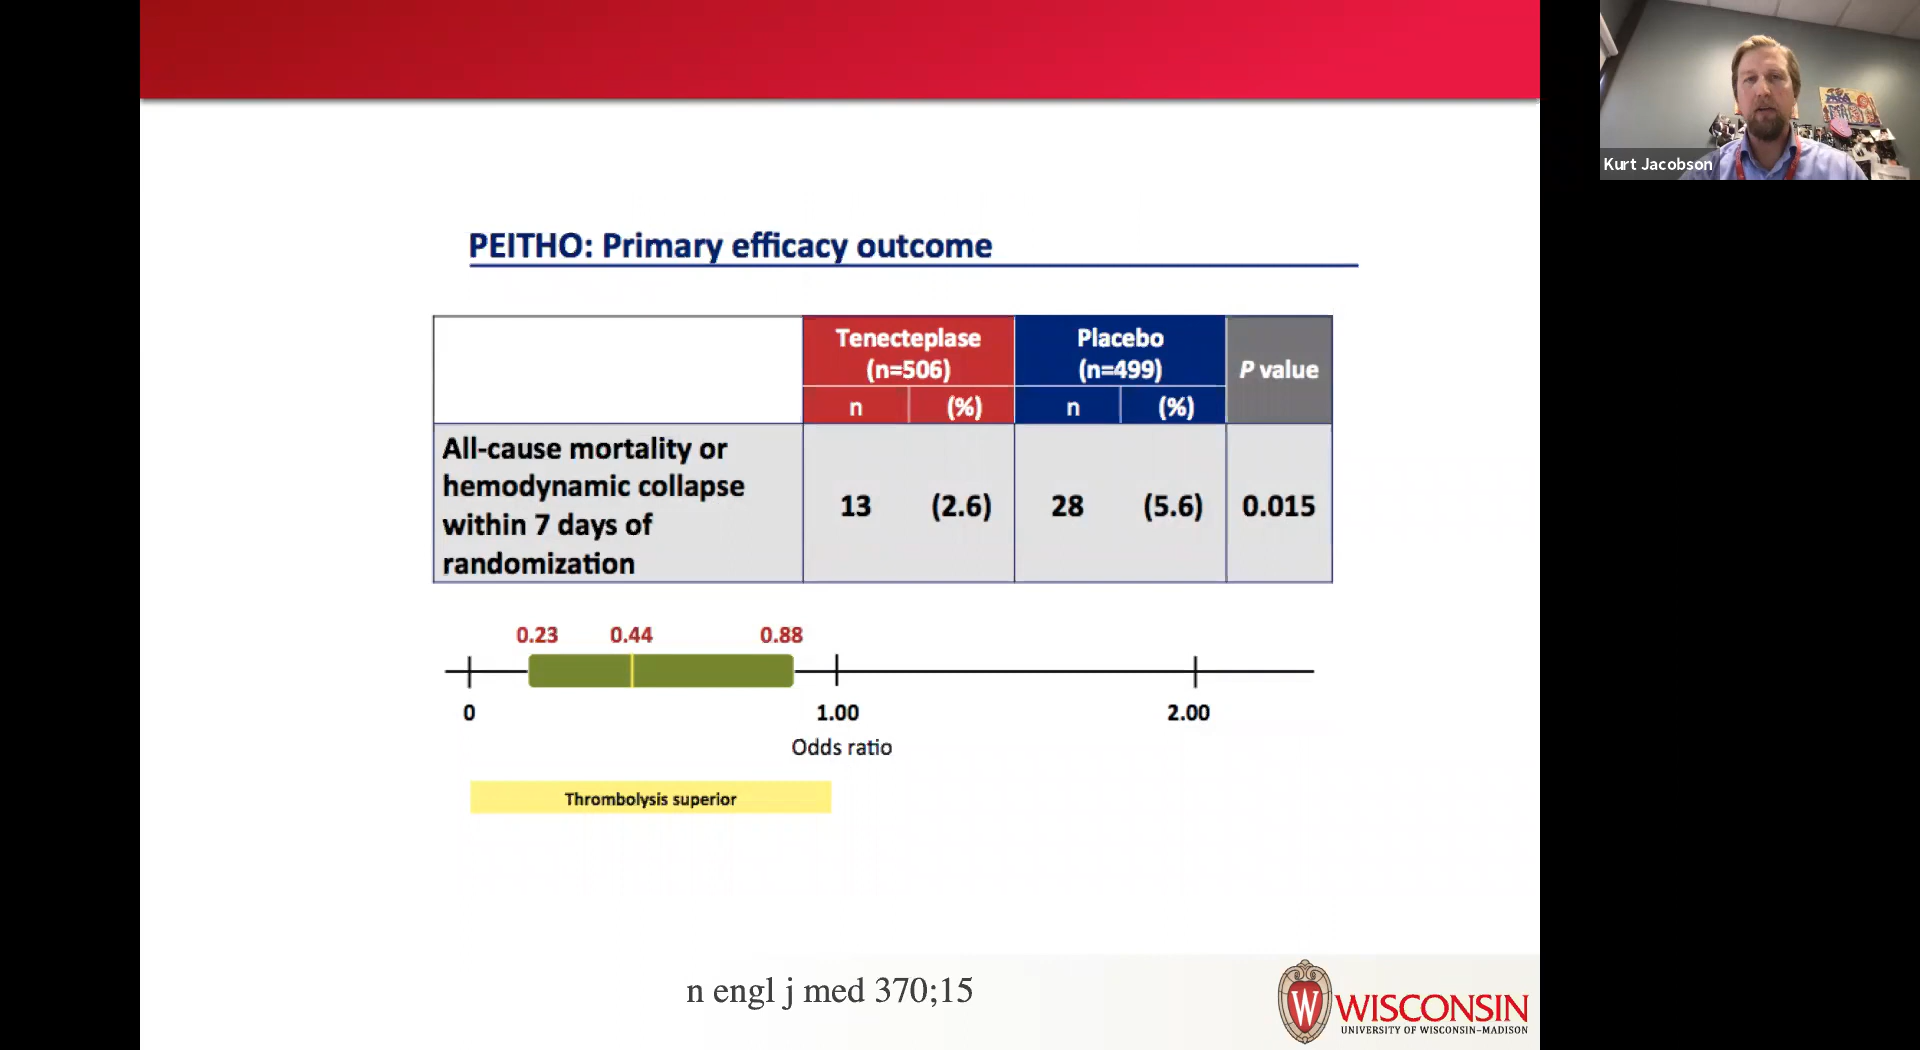 Kurt Jacobson
PEITHO: Primary efficacy outcome
Tenecteplase
(n=506)
Placebo
(n=499)
P value
n (%) n (%)
All-cause mortality or
hemodynamic collapse
within 7 days of
randomization
13 (2.6) 28 (5.6) 0.015
0.23 0.44 0.88
0 1.00 2.00
Odds ratio
Thrombolysis superior
n engl j med 370;15
W
WISCONSIN
UNIVERSITY OF WISCONSIN–MADISON